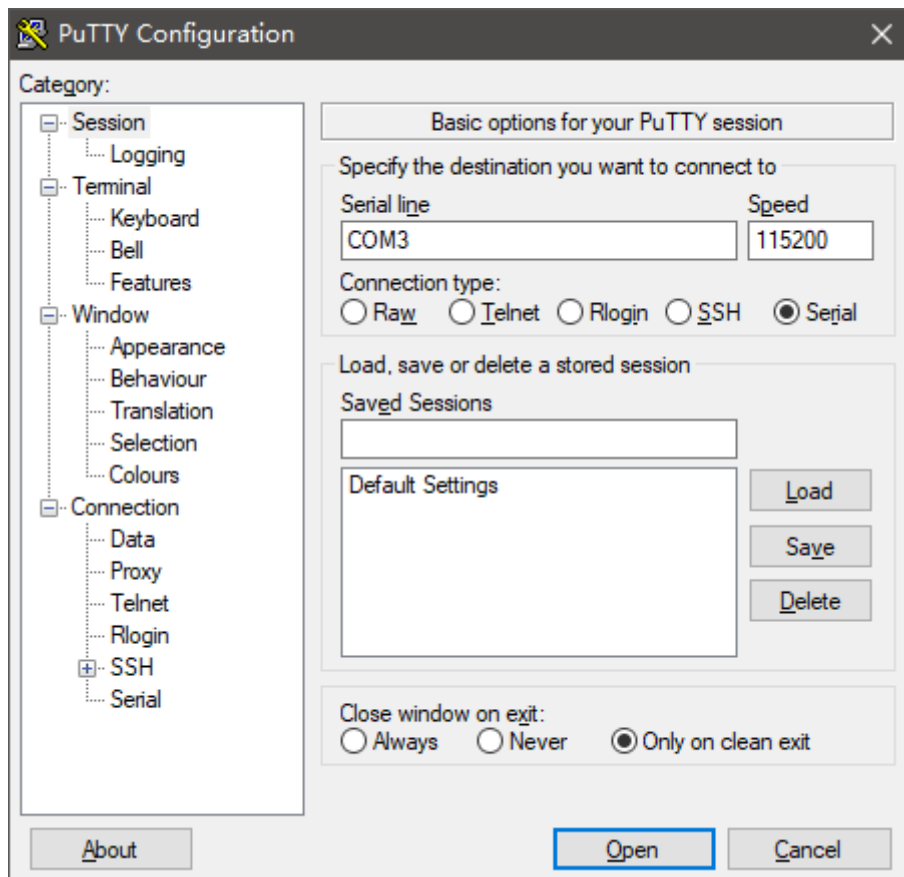 PuTTY Configuration
Category:
Session
Logging
Terminal
Keyboard
Bell
Features
Window
Appearance
Behaviour
Translation
Selection
Colours
Connection
Data
Proxy
Telnet
Rlogin
SSH
Serial
Basic options for your PuTTY session
Specify the destination you want to connect to
Serial line Speed
COM3 115200
Connection type:
Raw Telnet Rlogin SSH Serial
Load, save or delete a stored session
Saved Sessions
Default Settings
Load
Save
Delete
Close window on exit:
Always Never Only on clean exit
About Open Cancel